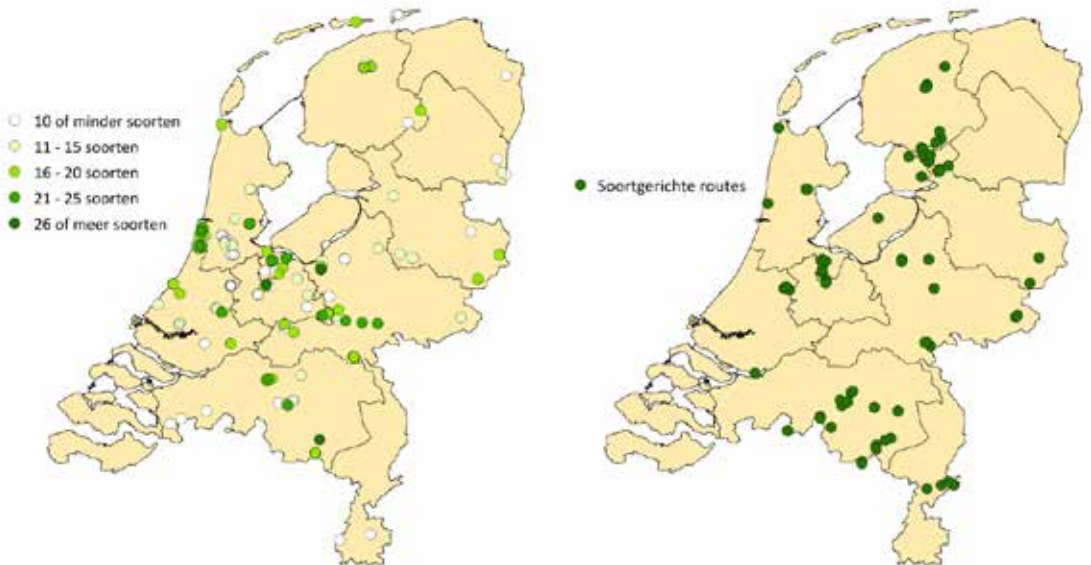 10 of minder soorten
11 - 15 soorten
16 - 20 soorten
21 - 25 soorten
26 of meer soorten
Soortgerichte routes